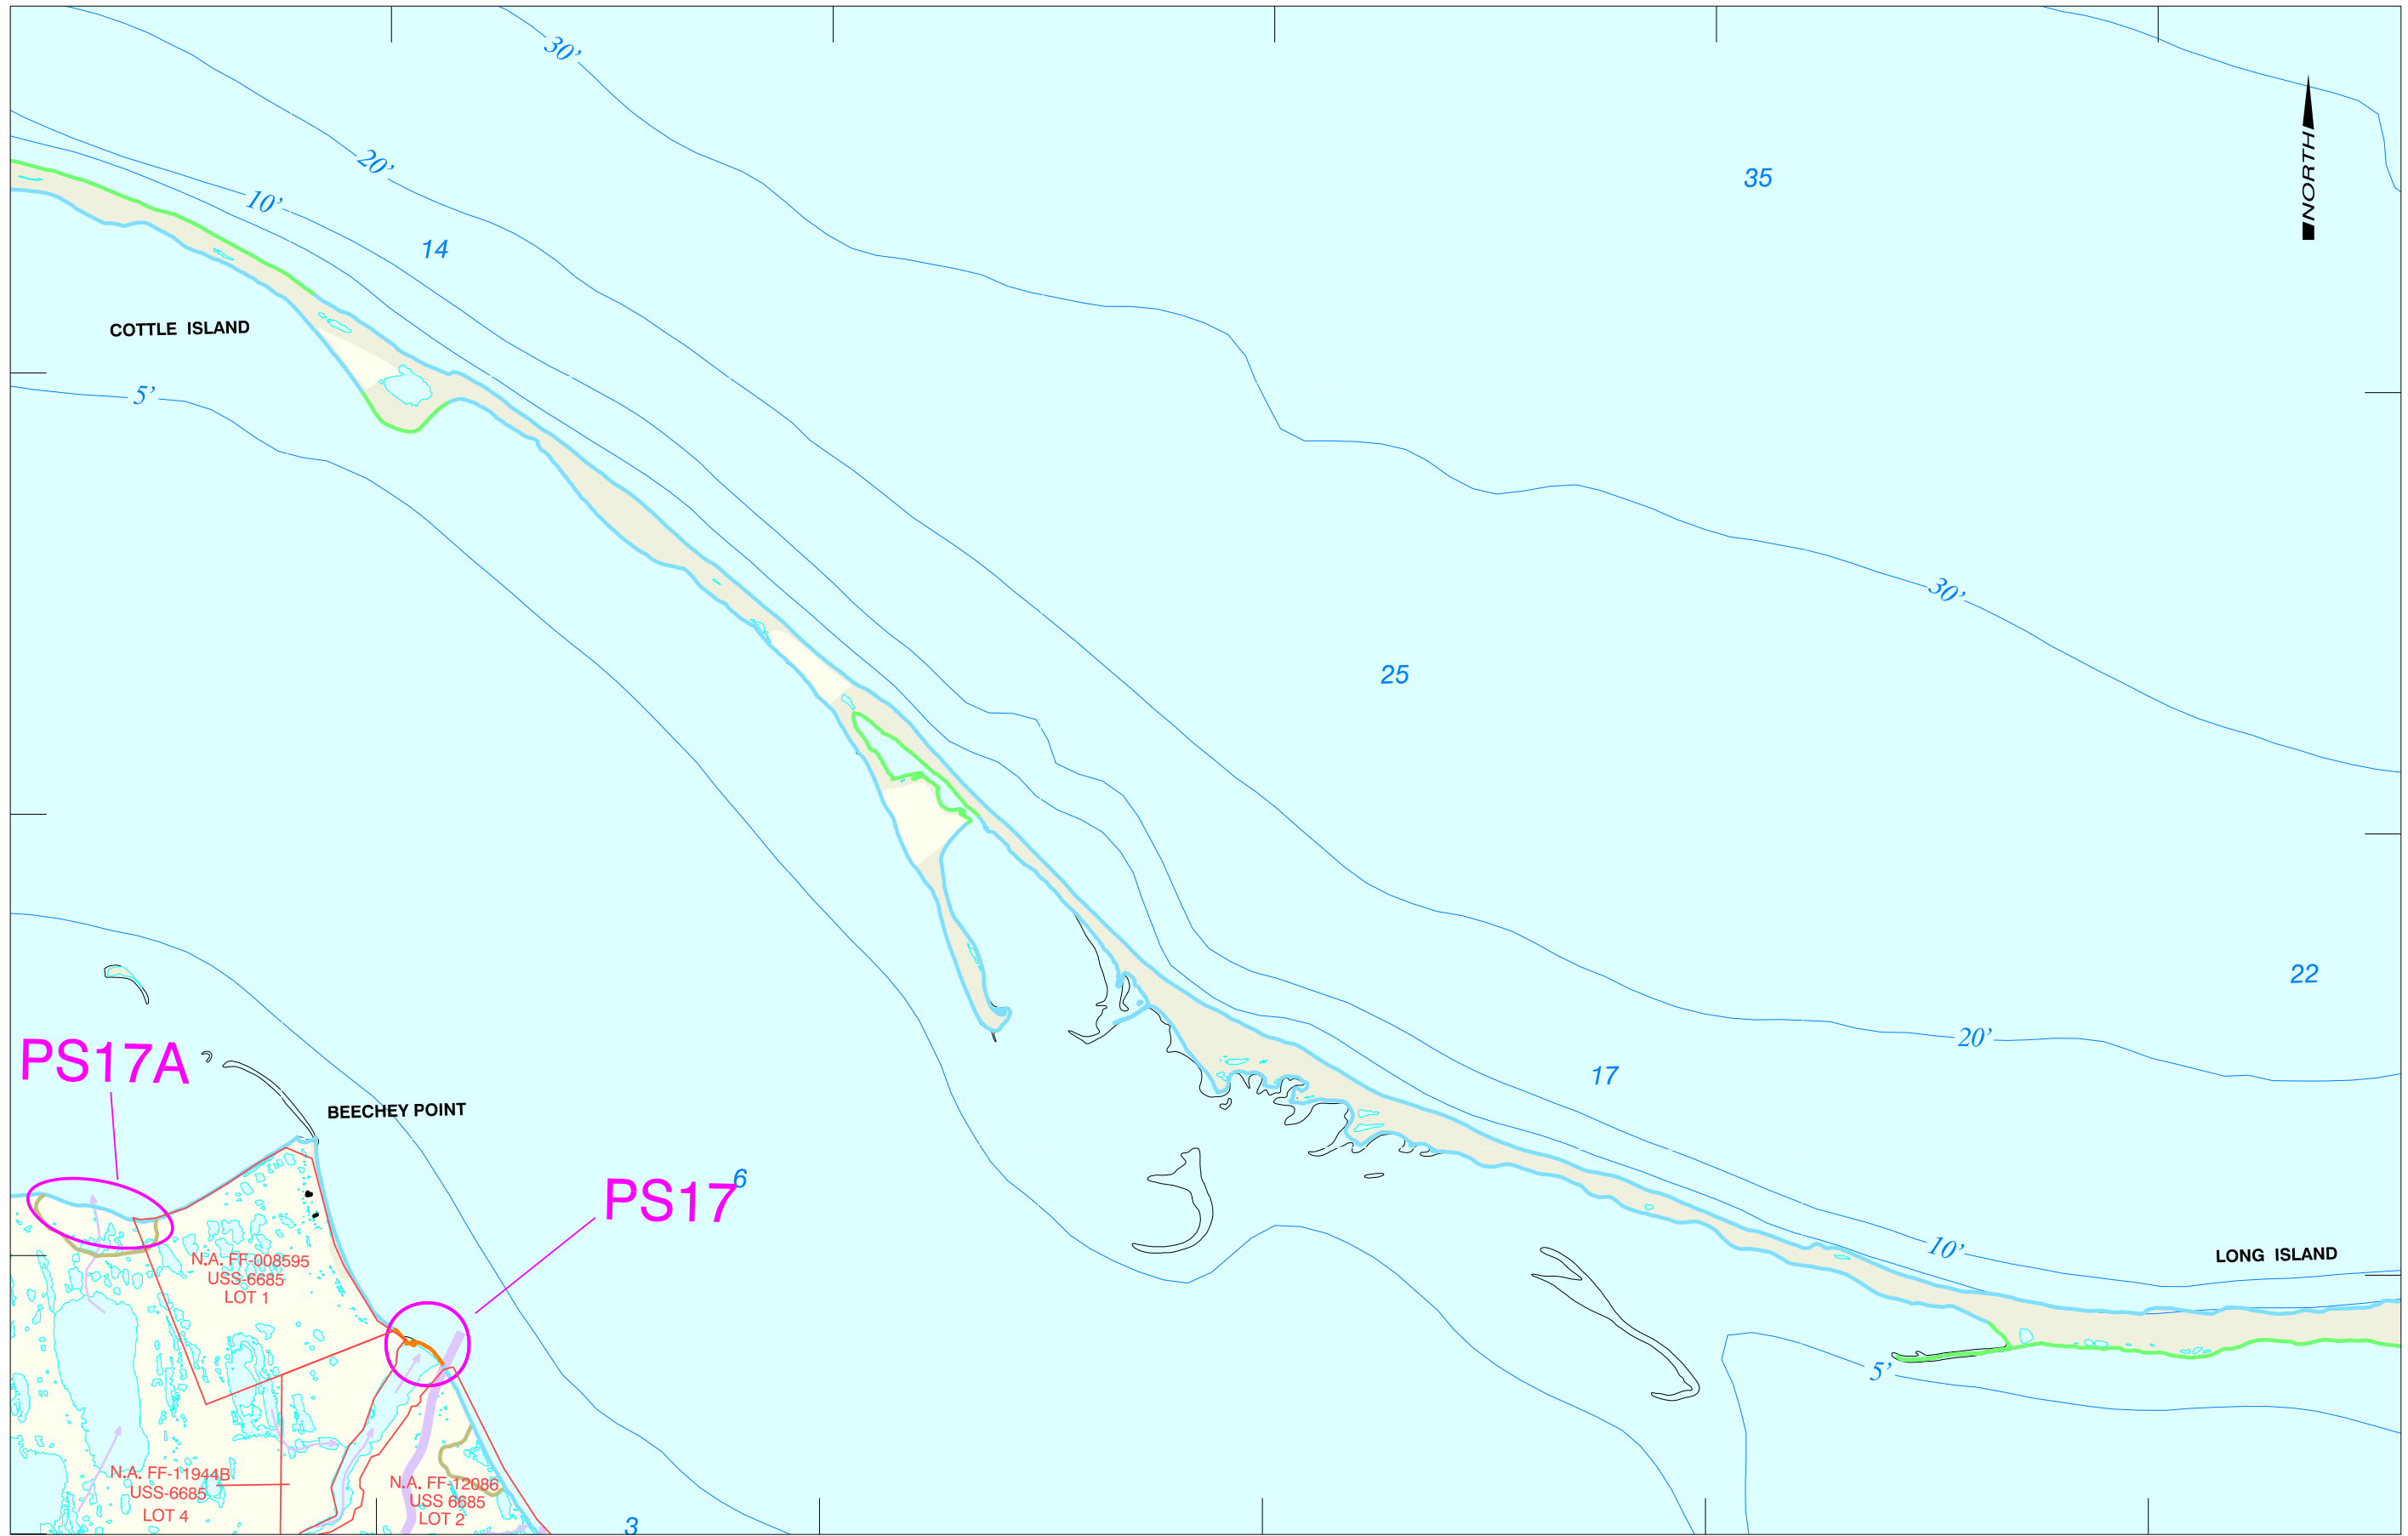 30'
NORTH
20'
35
10'
14
COTTLE ISLAND
5'
30'
25
22
PS17A
20'
17
BEECHEY POINT
PS17
6
10'
LONG ISLAND
N.A. FF-008595
USS-6685
LOT 1
5'
N.A. FF-11944B
USS-6685
LOT 4
N.A. FF-12086
USS 6685
LOT 2
3